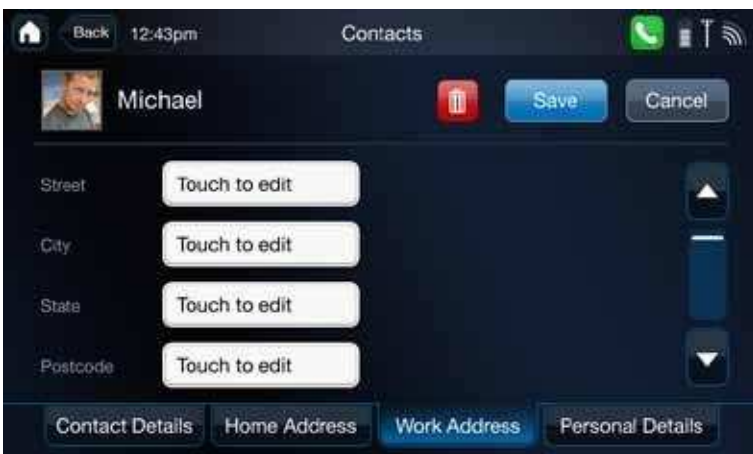 Back 12:43pm Contacts
Michael Save Cancel
Street Touch to edit
City Touch to edit
State Touch to edit
Postcode Touch to edit
Contact Details Home Address Work Address Personal Details